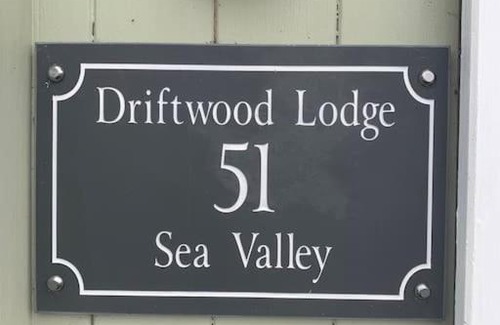 Driftwood Lodge
51
Sea Valley